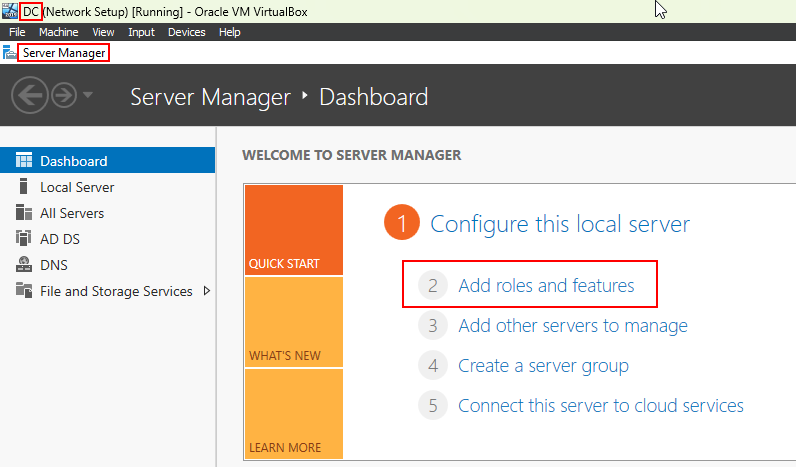 DC (Network Setup) [Running] - Oracle VM VirtualBox
File Machine View Input Devices Help
Server Manager
Server Manager ‣ Dashboard
Dashboard
Local Server
All Servers
AD DS
DNS
File and Storage Services
WELCOME TO SERVER MANAGER
QUICK START
WHAT'S NEW
LEARN MORE
1 Configure this local server
2 Add roles and features
3 Add other servers to manage
4 Create a server group
5 Connect this server to cloud services